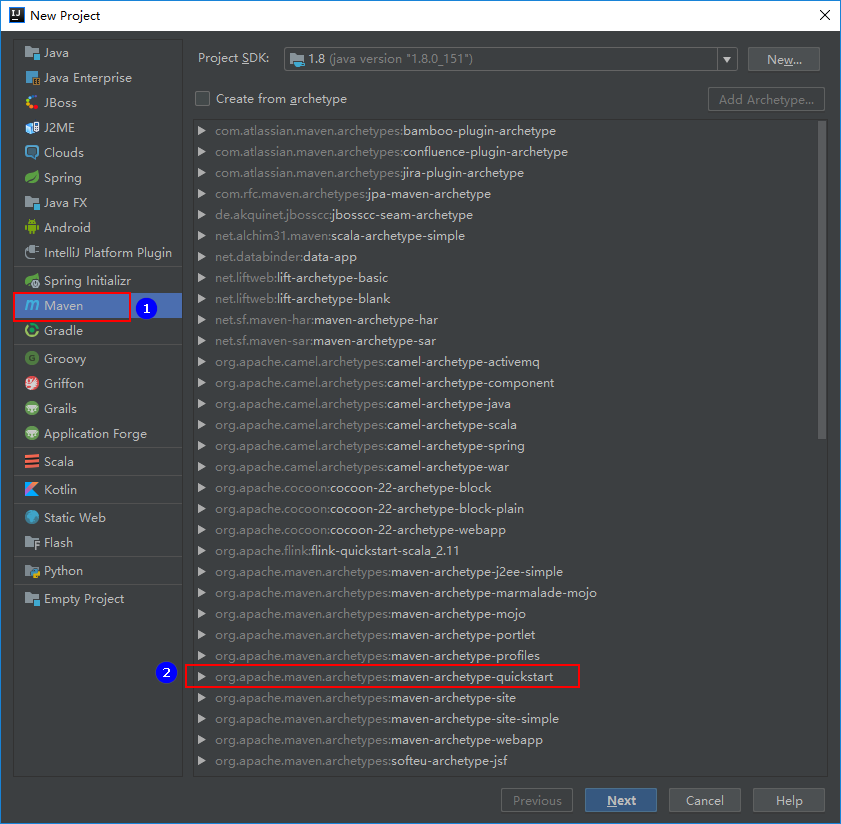 New Project
Java
Java Enterprise
JBoss
J2ME
Clouds
Spring
Java FX
Android
IntelliJ Platform Plugin
Spring Initializr
Maven
1
Gradle
Groovy
Griffon
Grails
Application Forge
Scala
Kotlin
Static Web
Flash
Python
Empty Project
Project SDK: 1.8 (java version "1.8.0_151") New...
Create from archetype Add Archetype...
com.atlassian.maven.archetypes:bamboo-plugin-archetype
com.atlassian.maven.archetypes:confluence-plugin-archetype
com.atlassian.maven.archetypes:jira-plugin-archetype
com.rfc.maven.archetypes:jpa-maven-archetype
de.akquinet.jbosscc:jbosscc-seam-archetype
net.alchim31.maven:scala-archetype-simple
net.databinder:data-app
net.liftweb:lift-archetype-basic
net.liftweb:lift-archetype-blank
net.sf.maven-har:maven-archetype-har
net.sf.maven-sar:maven-archetype-sar
org.apache.camel.archetypes:camel-archetype-activemq
org.apache.camel.archetypes:camel-archetype-component
org.apache.camel.archetypes:camel-archetype-java
org.apache.camel.archetypes:camel-archetype-scala
org.apache.camel.archetypes:camel-archetype-spring
org.apache.camel.archetypes:camel-archetype-war
org.apache.cocoon:cocoon-22-archetype-block
org.apache.cocoon:cocoon-22-archetype-block-plain
org.apache.cocoon:cocoon-22-archetype-webapp
org.apache.flink:flink-quickstart-scala_2.11
org.apache.maven.archetypes:maven-archetype-j2ee-simple
org.apache.maven.archetypes:maven-archetype-marmalade-mojo
org.apache.maven.archetypes:maven-archetype-mojo
org.apache.maven.archetypes:maven-archetype-portlet
org.apache.maven.archetypes:maven-archetype-profiles
2
org.apache.maven.archetypes:maven-archetype-quickstart
org.apache.maven.archetypes:maven-archetype-site
org.apache.maven.archetypes:maven-archetype-site-simple
org.apache.maven.archetypes:maven-archetype-webapp
org.apache.maven.archetypes:softeu-archetype-jsf
Previous Next Cancel Help